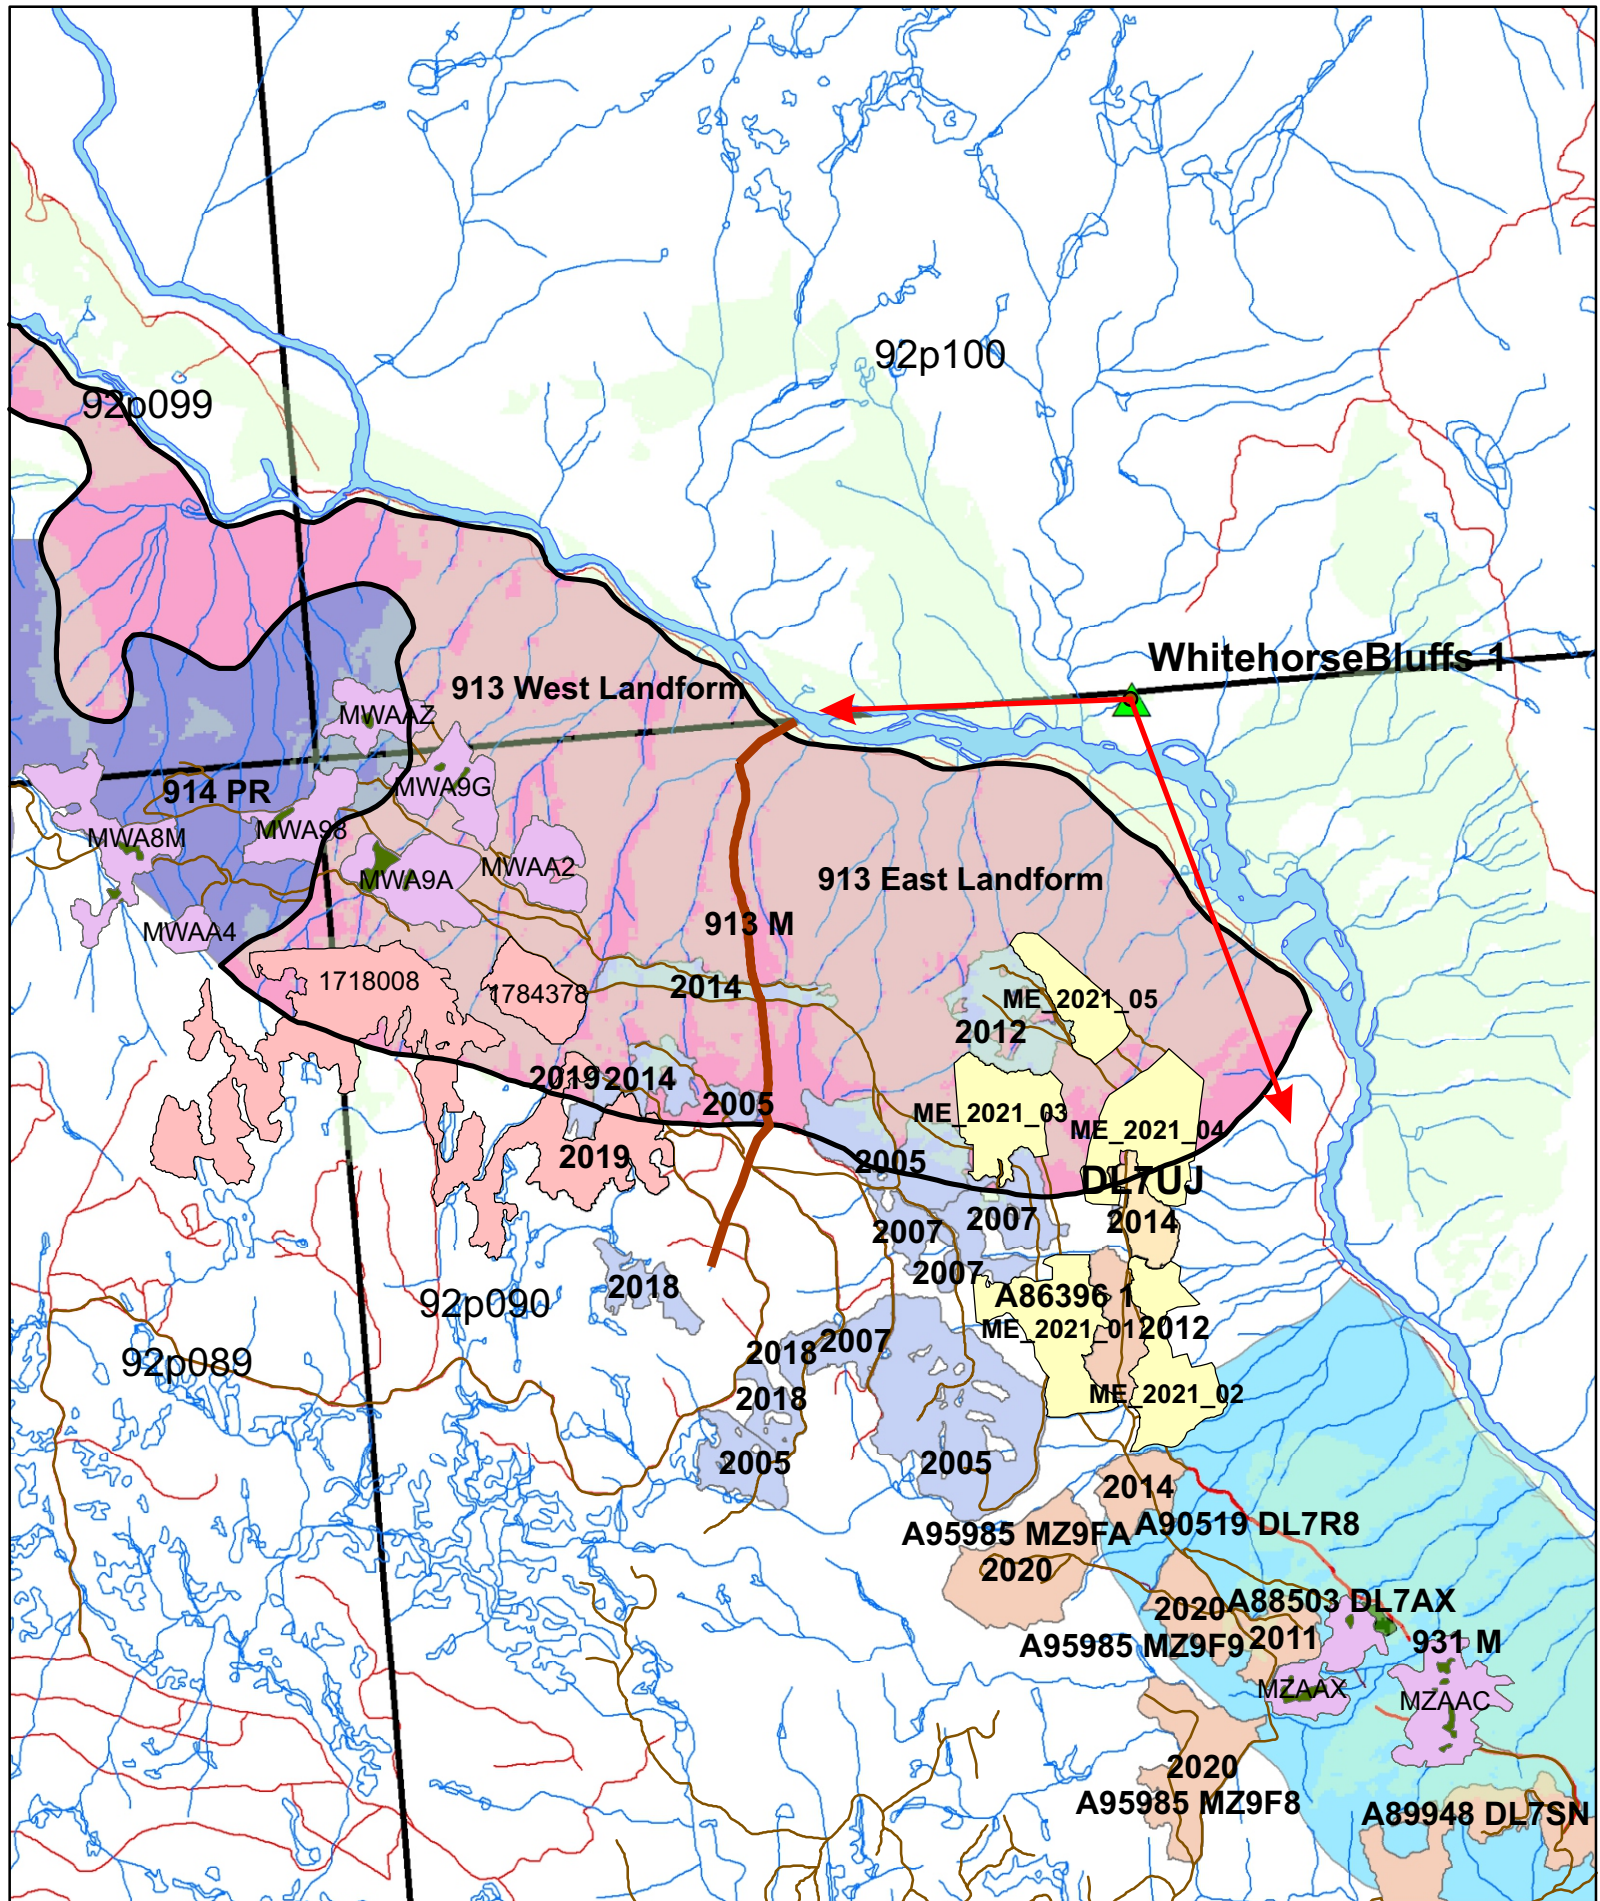 92p100
92p099
WhitehorseBluffs 1
913 West Landform
MWAAZ
MWA9G
914 PR
MWA8M
MWA93
MWAA2
MWA9A
913 East Landform
913 M
MWAA4
1718008
1784378
2014
ME_2021_05
2012
2019
2014
2005
ME_2021_03
ME_2021_04
2019
2005
DL7UJ
2007
2007
2014
2007
2018
A86396 1
92p090
ME_2021_01
2012
2007
2018
92p089
2018
ME_2021_02
2005
2005
2014
A95985 MZ9FA
A90519 DL7R8
2020
A88503 DL7AX
2020
2011
A95985 MZ9F9
931 M
MZAAX
MZAAC
2020
A95985 MZ9F8
A89948 DL7SN